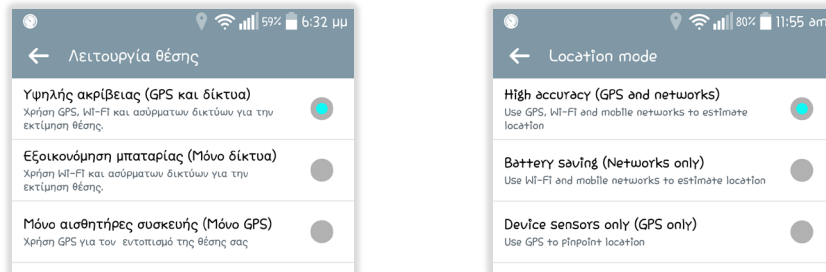 59% 6:32 μμ
Λειτουργία θέσης
Υψηλής ακρίβειας (GPS και δίκτυα)
Χρήση GPS, Wi-Fi και ασύρματων δικτύων για την
εκτίμηση θέσης.
Εξοικονόμηση μπαταρίας (Μόνο δίκτυα)
Χρήση Wi-Fi και ασύρματων δικτύων για την
εκτίμηση θέσης.
Μόνο αισθητήρες συσκευής (Μόνο GPS)
Χρήση GPS για τον εντοπισμό της θέσης σας
80% 11:55 am
Location mode
High accuracy (GPS and networks)
Use GPS, Wi-Fi and mobile networks to estimate
location
Battery saving (Networks only)
Use Wi-Fi and mobile networks to estimate location
Device sensors only (GPS only)
Use GPS to pinpoint location